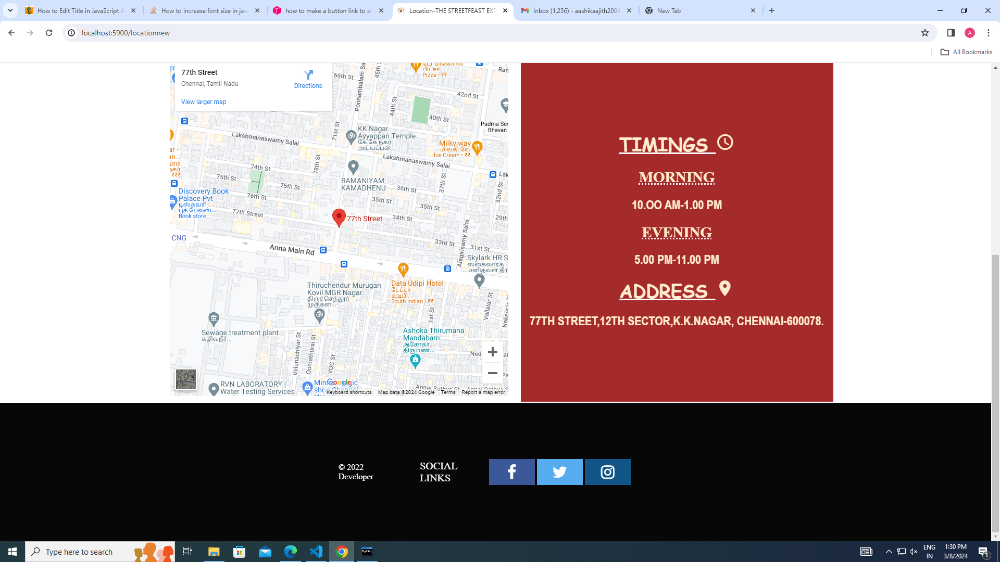 How to Edit Title in JavaScript A
How to increase font size in java
how to make a button link to an
Location-THE STREETFEAST EXP
Inbox (1,256) - aashikaajith2004
New Tab
localhost:5900/locationnew
A
All Bookmarks
77th Street
Chennai, Tamil Nadu
Directions
View larger map
66th St
Ponnambalam Sa
45th St
டோமினோஸ்
பிட்சா
Pizza • ₹₹
Ran
42nd St
44th St
40th St
Padma Ses
Bhavan
71st St
KK Nagar
Ayyappan Temple
கே கே நகர்
அய்யப்பன்...
Lakshmanaswamy Salai
Milky way
மில்கி வே
Ice Cream • ₹₹
Lakshmanaswamy Salai
Lak
74th St
78th St
75th St
75th St
RAMANIYAM
KAMADHENU
37th St
36th St
32nd St
Discovery Book
Palace Pvt
டிஸ்கவரி
புக் பேலஸ்...
Book store
76th St
35th St
35th St
77th Street
77th Street
34th St
29th
CNG
33rd St
31st St
Anna Main Rd
Alagirisamy Salai
Skylark HR S
ஸ்கைலார்க்
மனிதவள தீர்
Data Udipi Hotel
டேட்டா
உடிபி...
South Indian • ₹₹
Thiruchendur Murugan
Kovil MGR Nagar
திருச்செந்தூர்
முருகன்...
1st St
Vallalar St
Nakeerar S
Sewage treatment plant
கழிவுநீர்...
Ashoka Thirumana
Mandabam
அசோகா
திருமண...
Velunachiyar St
Oomathurai St
VOC St
RVN LABORATORY |
Water Testing Services
Google
Annai Sathya St
Keyboard shortcuts
Map data ©2024 Google
Terms
Report a map error
TIMINGS
MORNING
10.OO AM-1.00 PM
EVENING
5.00 PM-11.00 PM
ADDRESS
77TH STREET,12TH SECTOR,K.K.NAGAR, CHENNAI-600078.
© 2022
Developer
SOCIAL
LINKS
Type here to search
ENG
IN
1:30 PM
3/8/2024
1